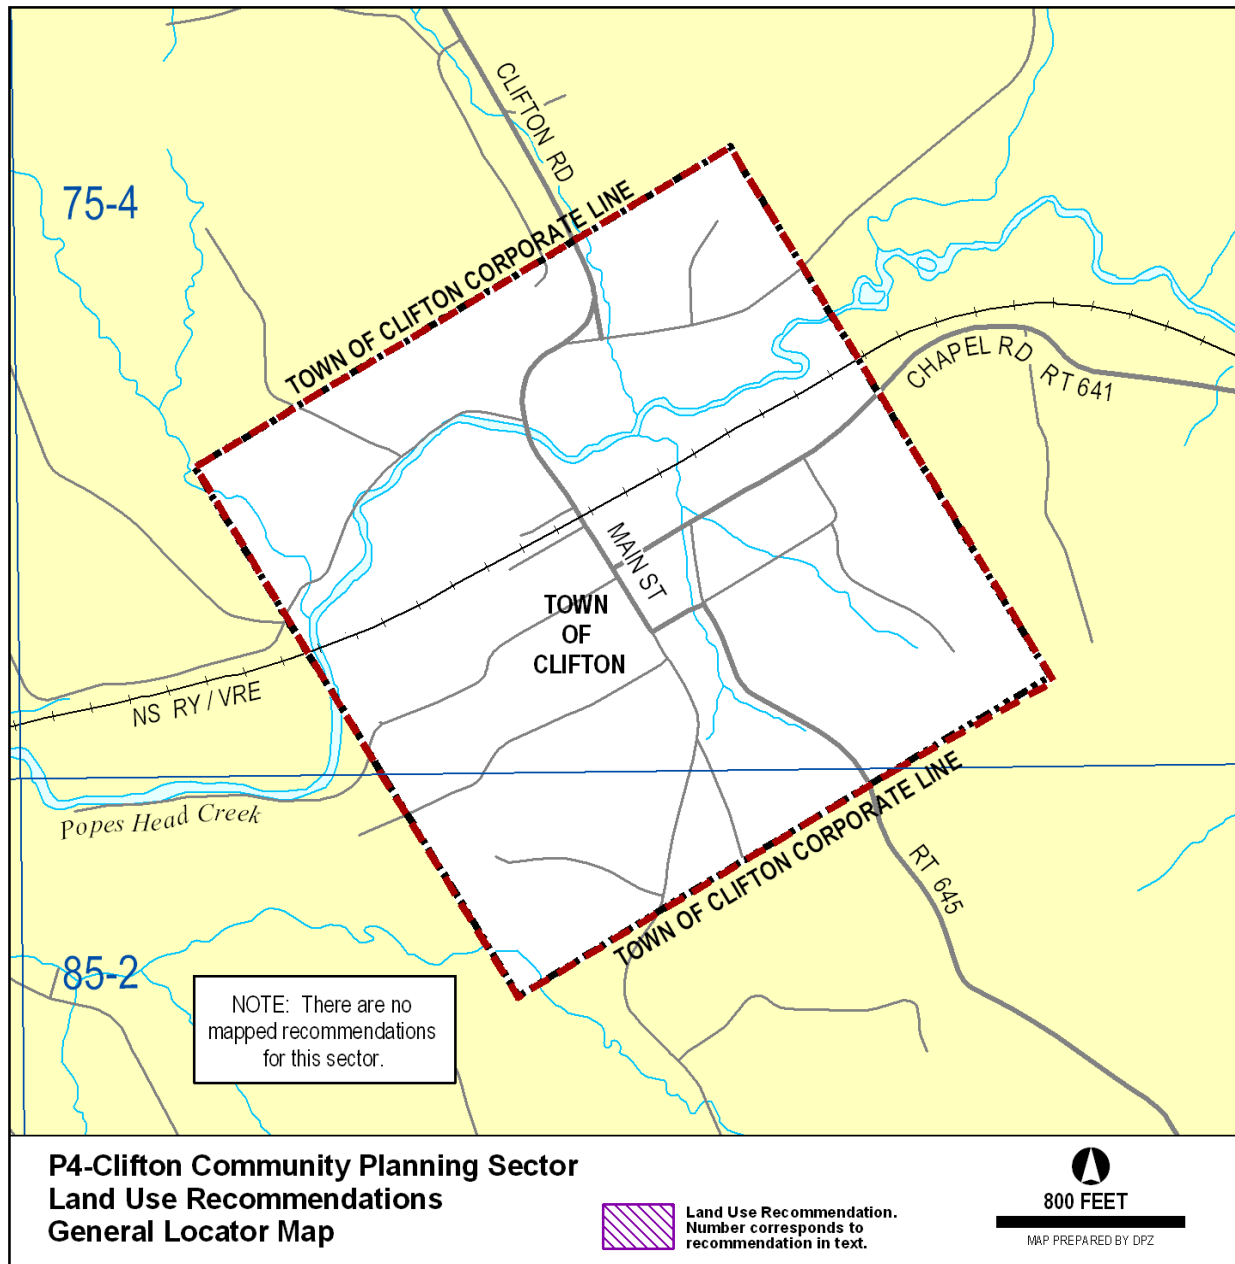 CLIFTON RD
75-4
TOWN OF CLIFTON CORPORATE LINE
CHAPEL RD
RT 641
MAIN ST
TOWN
OF
CLIFTON
NS RY / VRE
Popes Head Creek
TOWN OF CLIFTON CORPORATE LINE
RT 645
85-2
NOTE: There are no
mapped recommendations
for this sector.
P4-Clifton Community Planning Sector
Land Use Recommendations
General Locator Map
Land Use Recommendation.
Number corresponds to
recommendation in text.
800 FEET
MAP PREPARED BY DPZ